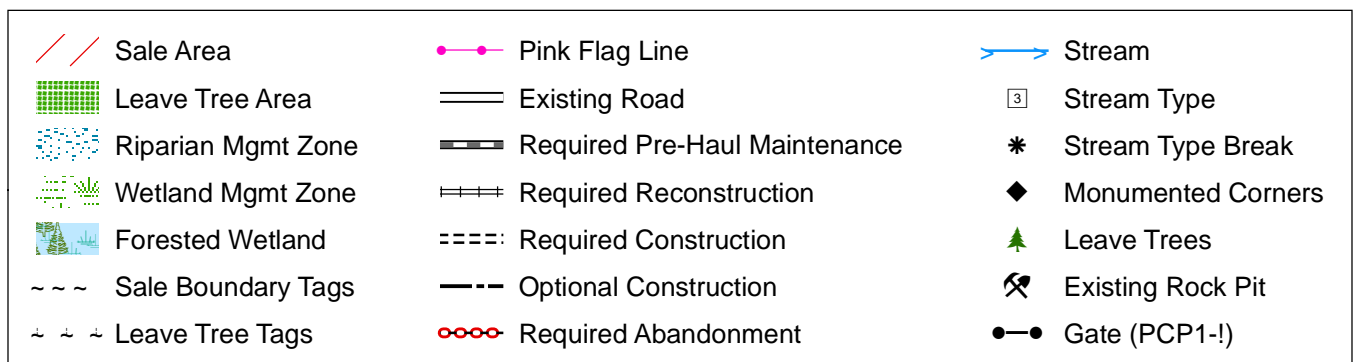 Sale Area
Leave Tree Area
Riparian Mgmt Zone
Wetland Mgmt Zone
Forested Wetland
Sale Boundary Tags
Leave Tree Tags
Pink Flag Line
Existing Road
Required Pre-Haul Maintenance
Required Reconstruction
Required Construction
Optional Construction
Required Abandonment
Stream
3 Stream Type
Stream Type Break
Monumented Corners
Leave Trees
Existing Rock Pit
Gate (PCP1-!)